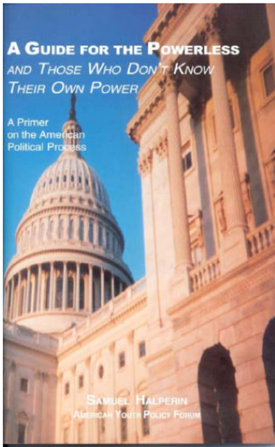 A GUIDE FOR THE POWERLESS
AND THOSE WHO DON'T KNOW
THEIR OWN POWER
A Primer
on the American
Political Process
SAMUEL HALPERIN
AMERICAN YOUTH POLICY FORUM